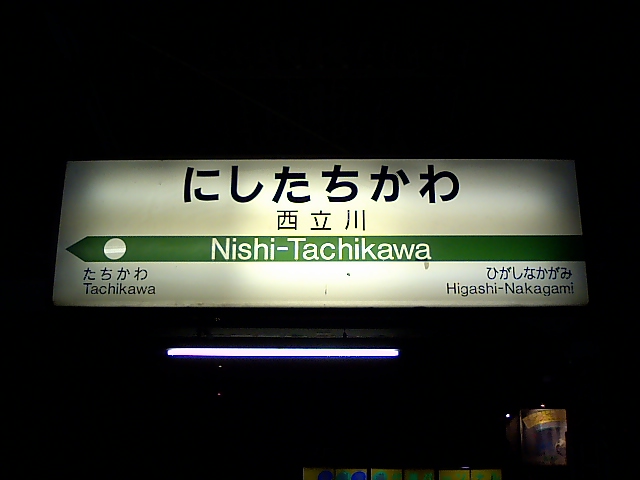 にしたちかわ
西立川
Nishi-Tachikawa
たちかわ
Tachikawa
ひがしなかがみ
Higashi-Nakagami